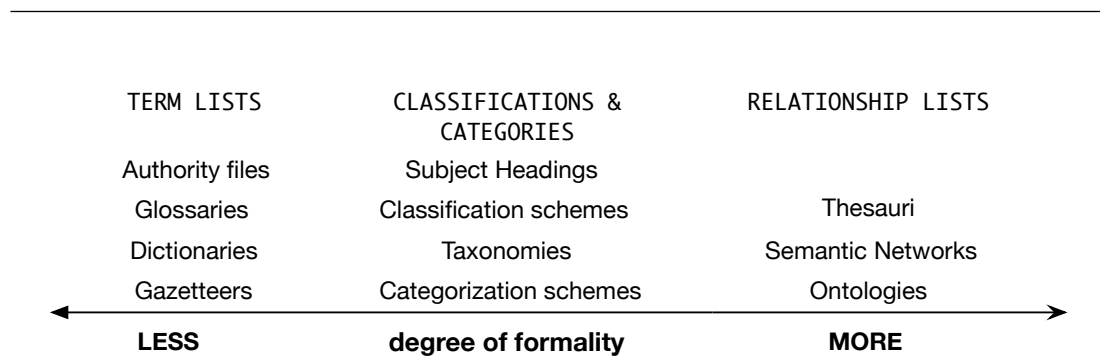 TERM LISTS CLASSIFICATIONS & RELATIONSHIP LISTS
CATEGORIES
Authority files Subject Headings
Glossaries Classification schemes Thesauri
Dictionaries Taxonomies Semantic Networks
Gazetteers Categorization schemes Ontologies
LESS degree of formality MORE